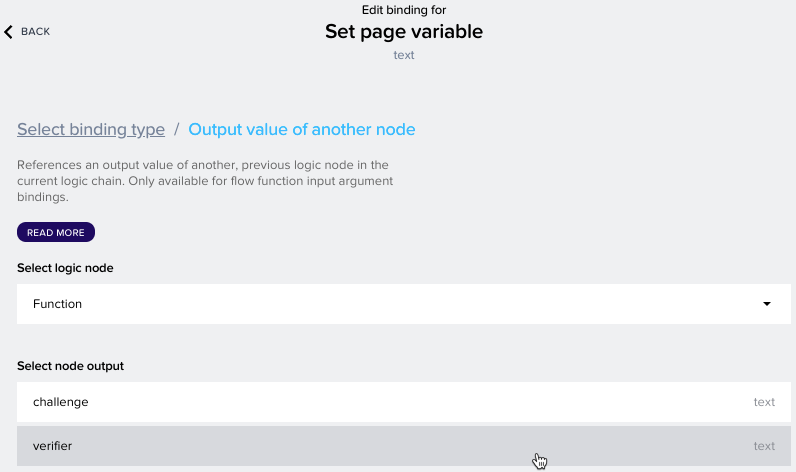 Edit binding for
BACK
Set page variable
text
Select binding type / Output value of another node
References an output value of another, previous logic node in the
current logic chain. Only available for flow function input argument
bindings.
READ MORE
Select logic node
Function
Select node output
challenge text
verifier text